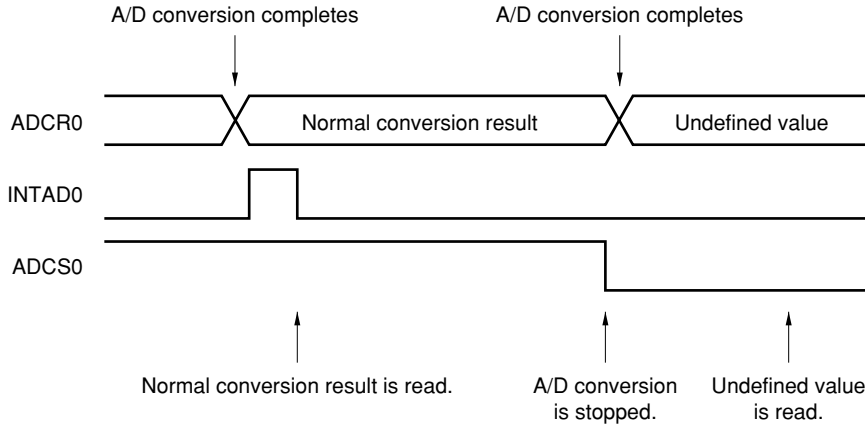 A/D conversion completes
A/D conversion completes
ADCR0
Normal conversion result
Undefined value
INTAD0
ADCS0
Normal conversion result is read.
A/D conversion
is stopped.
Undefined value
is read.